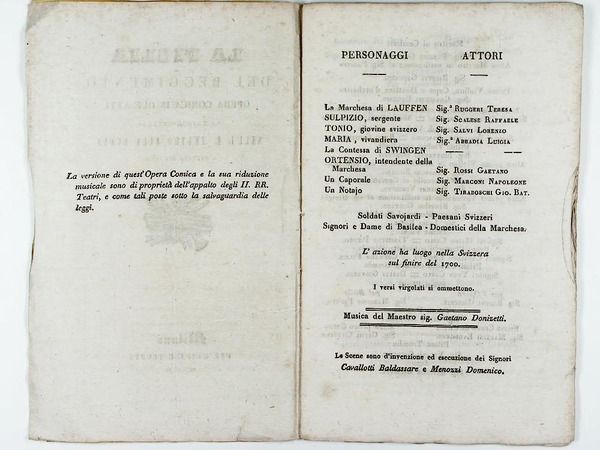 La versione di quest'Opera Comica e la sua riduzione
musicale sono di proprietà dell'appalto degli II. RR.
Teatri, e come tali poste sotto la salvaguardia delle
leggi.
PERSONAGGI ATTORI
La Marchesa di LAUFFEN Sig.ª RUGGERI TERESA
SULPIZIO, sergente Sig. SCALESE RAFFAELE
TONIO, giovine svizzero Sig. SALVI LORENZO
MARIA, vivandiera Sig.ª ABBADIA LUIGIA
La Contessa di SWINGEN — —
ORTENSIO, intendente della
Marchesa Sig. ROSSI GAETANO
Un Caporale Sig. MARCONI NAPOLEONE
Un Notajo Sig. TIRABOSCHI GIO. BAT.
Soldati Savojardi - Paesani Svizzeri
Signori e Dame di Basilea - Domestici della Marchesa.
L'azione ha luogo nella Svizzera
sul finire del 1700.
I versi virgolati si ommettono.
Musica del Maestro sig. Gaetano Donizetti.
Le Scene sono d'invenzione ed esecuzione dei Signori
Cavallotti Baldassare e Menozzi Domenico.